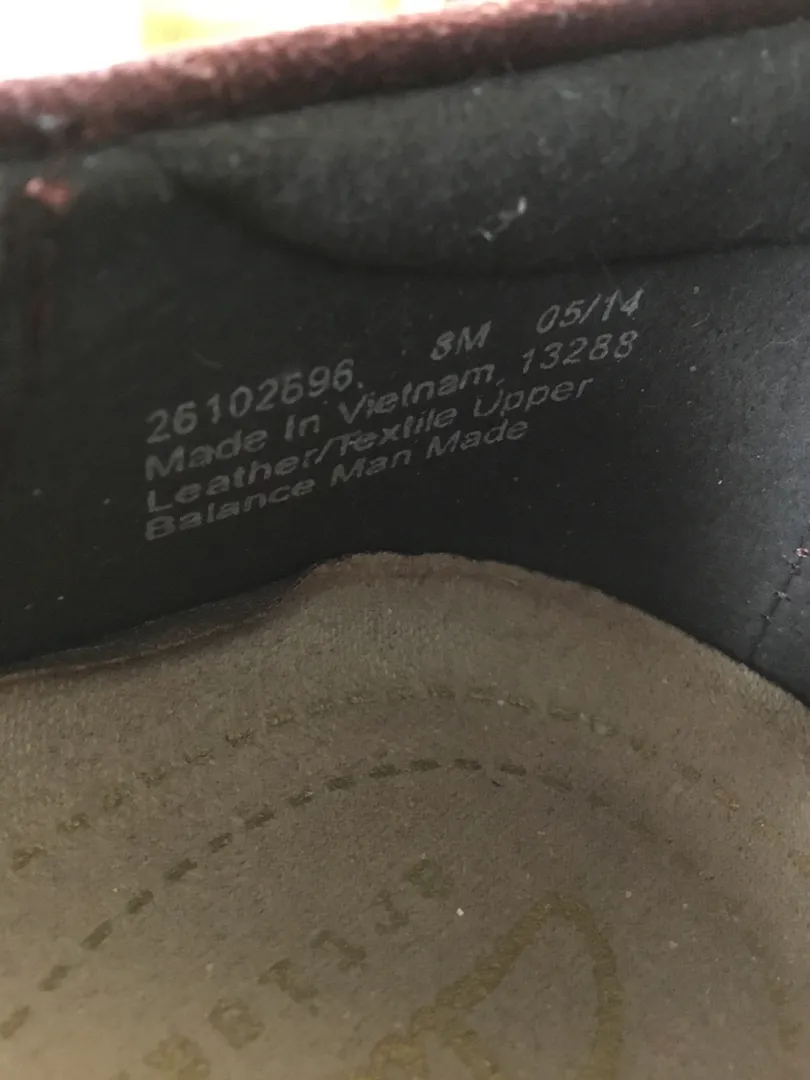 26102696. 8M 05/14
Made In Vietnam, 13288
Leather/Textile Upper
Balance Man Made